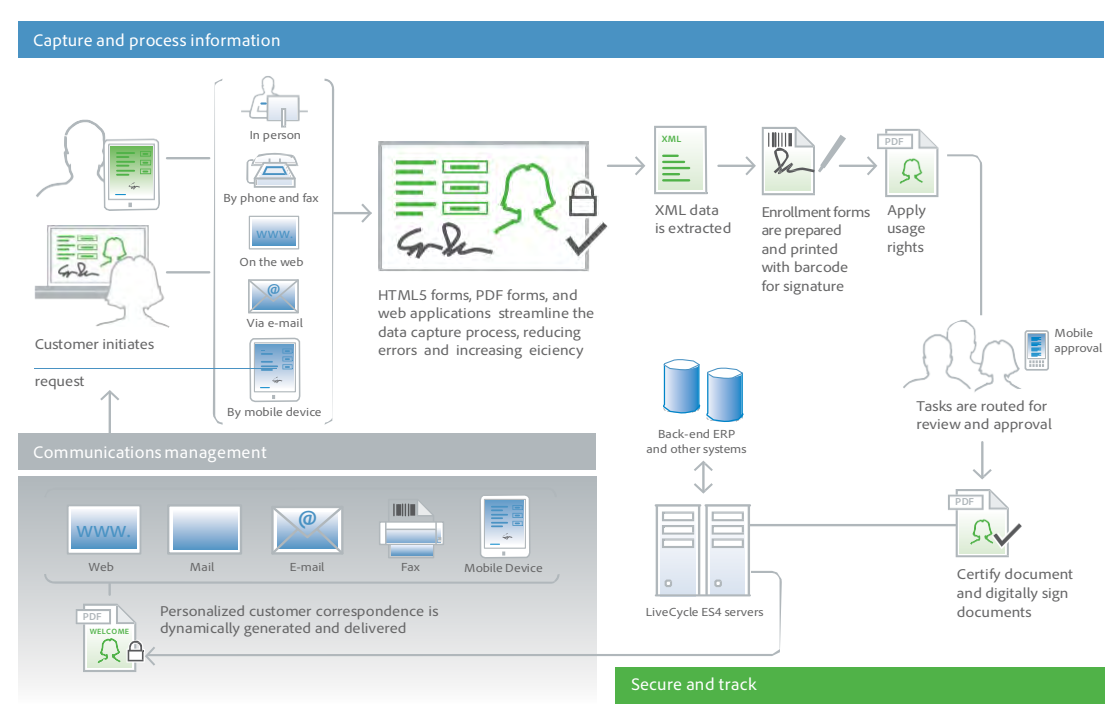 Capture and process information
In person
By phone and fax
www.
On the web
@
Via e-mail
By mobile device
Customer initiates
request
HTML5 forms, PDF forms, and
web applications streamline the
data capture process, reducing
errors and increasing eiciency
XML
XML data
is extracted
Enrollment forms
are prepared
and printed
with barcode
for signature
PDF
Apply
usage
rights
Mobile
approval
Tasks are routed for
review and approval
Back-end ERP
and other systems
LiveCycle ES4 servers
PDF
Certify document
and digitally sign
documents
Communications management
www.
Web
Mail
@
E-mail
Fax
Mobile Device
PDF
WELCOME
Personalized customer correspondence is
dynamically generated and delivered
Secure and track